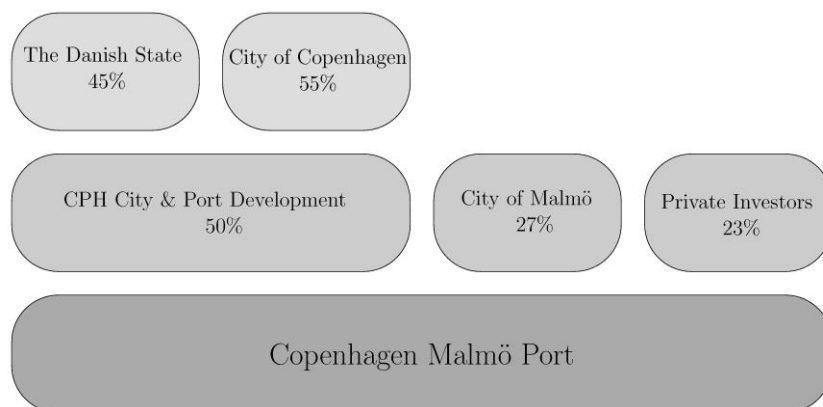 The Danish State
45%
City of Copenhagen
55%
CPH City & Port Development
50%
City of Malmö
27%
Private Investors
23%
Copenhagen Malmö Port